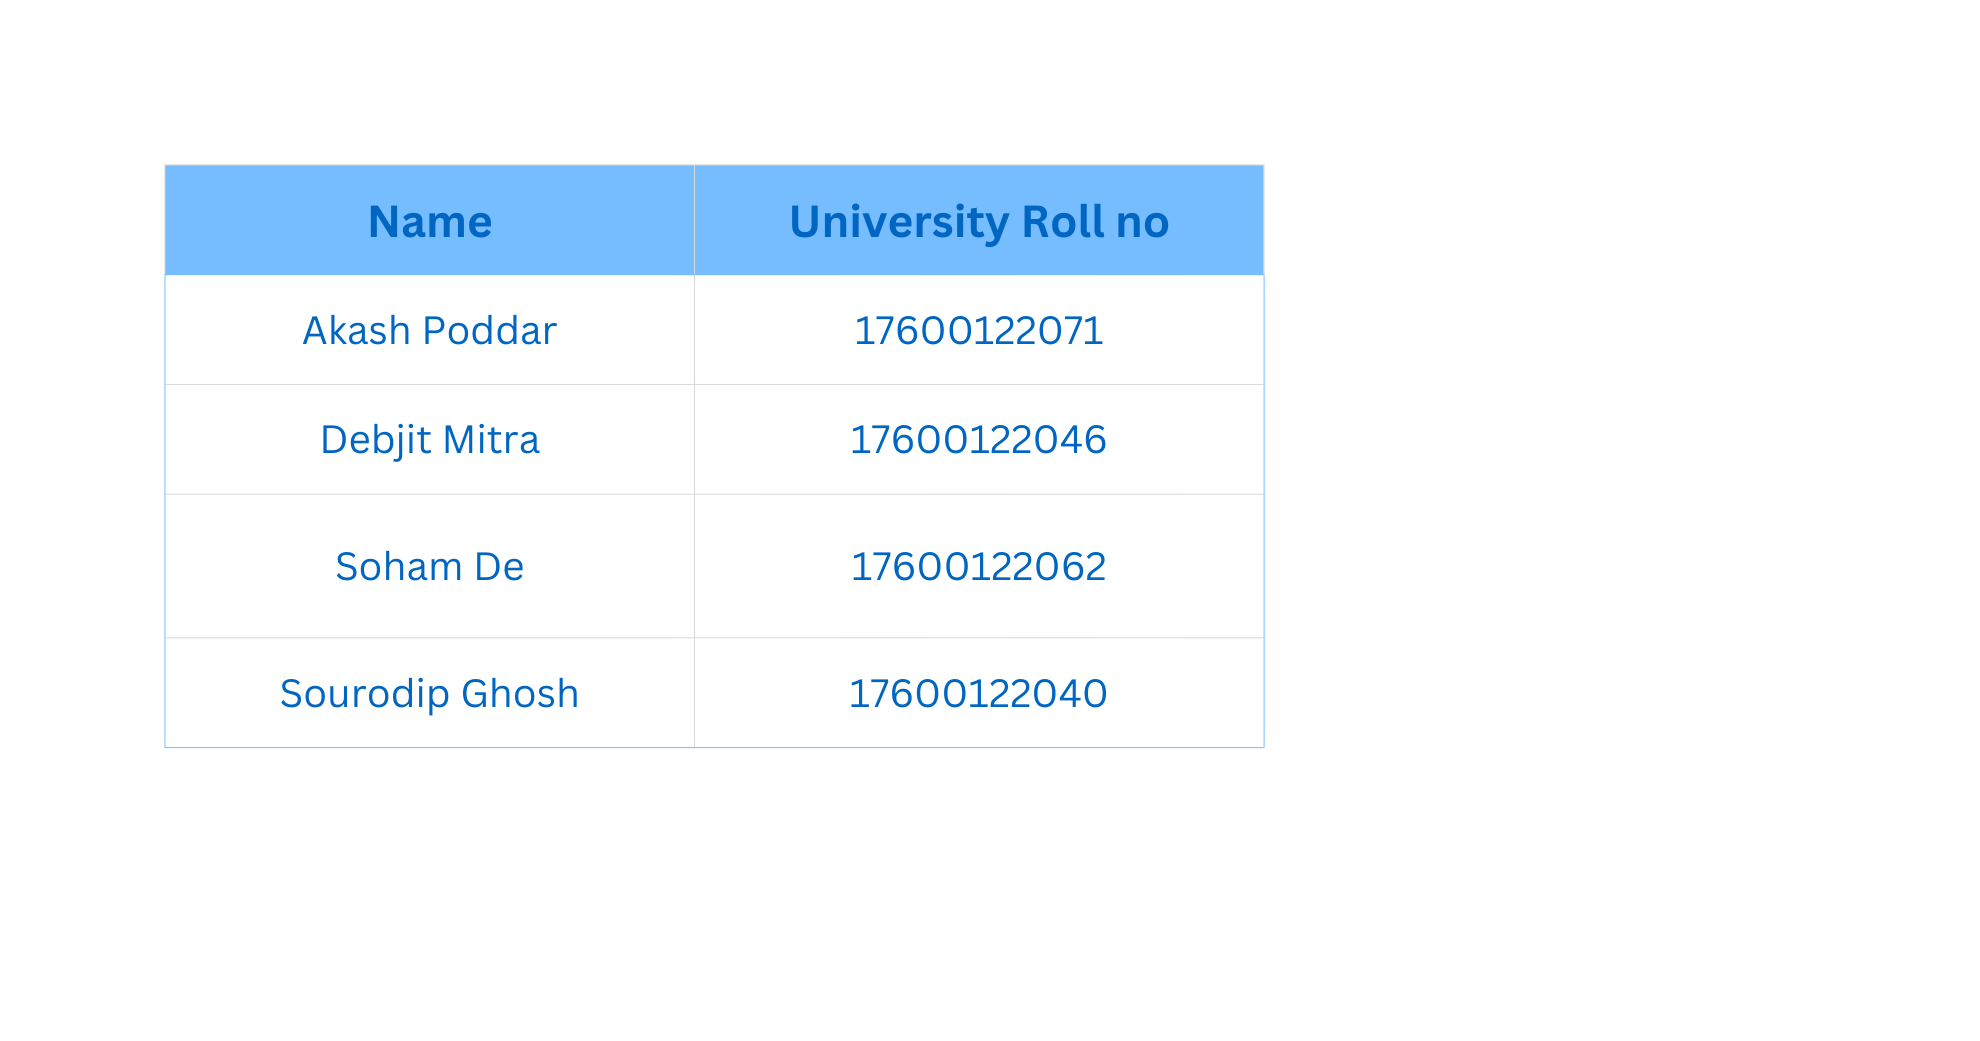 Name University Roll no
Akash Poddar 17600122071
Debjit Mitra 17600122046
Soham De 17600122062
Sourodip Ghosh 17600122040